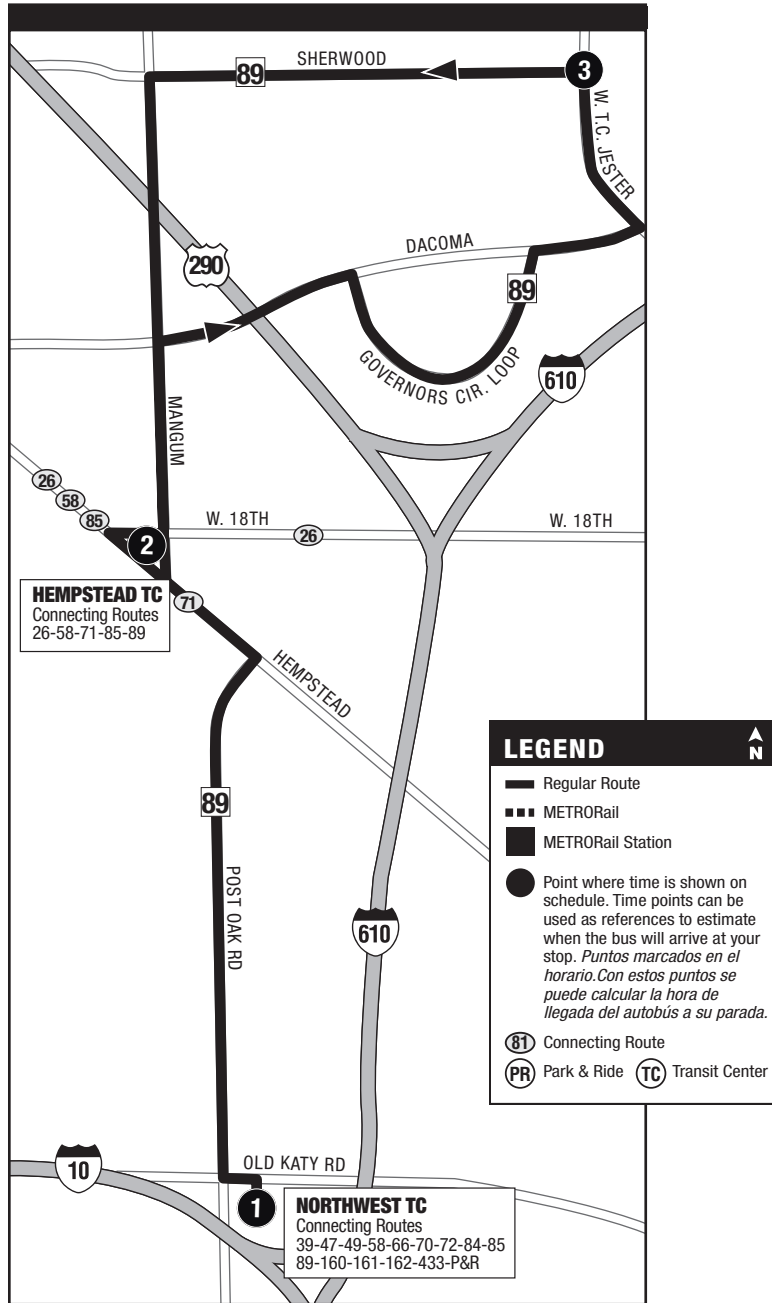 SHERWOOD
89
3
W. T.C. JESTER
DACOMA
290
89
GOVERNORS CIR. LOOP
610
MANGUM
26
58
85
2
W. 18TH
26
W. 18TH
HEMPSTEAD TC
Connecting Routes
26-58-71-85-89
71
HEMPSTEAD
89
POST OAK RD
610
10
OLD KATY RD
1
NORTHWEST TC
Connecting Routes
39-47-49-58-66-70-72-84-85
89-160-161-162-433-P&R
LEGEND
N
Regular Route
METRORail
METRORail Station
Point where time is shown on
schedule. Time points can be
used as references to estimate
when the bus will arrive at your
stop. Puntos marcados en el
horario.Con estos puntos se
puede calcular la hora de
llegada del autobús a su parada.
81 Connecting Route
PR Park & Ride TC Transit Center